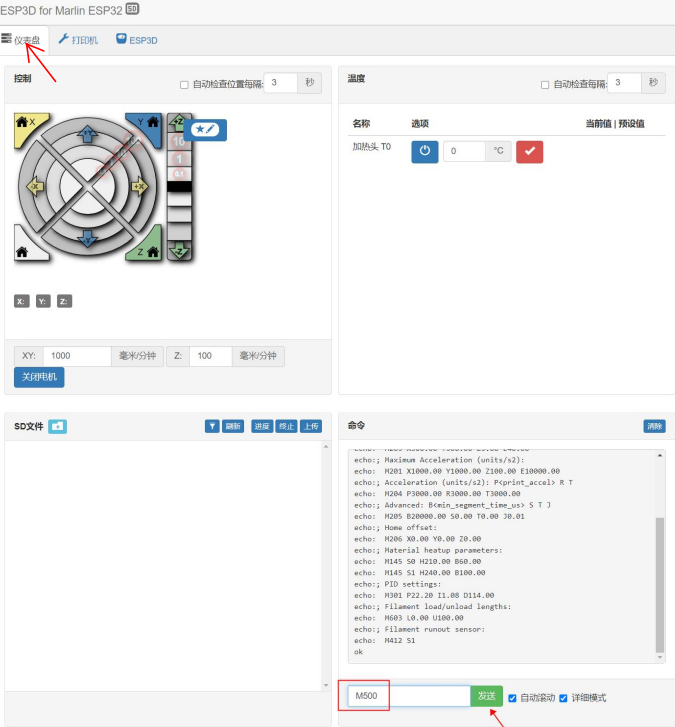 ESP3D for Marlin ESP32 SD
仪表盘 打印机 ESP3D
控制 自动检查位置每隔: 3 秒
X Y +Z
+Y 10
1
-X +X 0.1
-Y
Z -Z
X: Y: Z:
XY: 1000 毫米/分钟 Z: 100 毫米/分钟
关闭电机
温度 自动检查每隔: 3 秒
名称 选项 当前值 | 预设值
加热头 T0 0 °C
SD文件 刷新 进度 终止 上传
命令 清除
echo:; Maximum Acceleration (units/s2):
echo: M201 X1000.00 Y1000.00 Z100.00 E10000.00
echo:; Acceleration (units/s2): P<print_accel> R T
echo: M204 P3000.00 R3000.00 T3000.00
echo:; Advanced: B<min_segment_time_us> S T J
echo: M205 B20000.00 S0.00 T0.00 J0.01
echo:; Home offset:
echo: M206 X0.00 Y0.00 Z0.00
echo:; Material heatup parameters:
echo: M145 S0 H210.00 B60.00
echo: M145 S1 H240.00 B100.00
echo:; PID settings:
echo: M301 P22.20 I1.08 D114.00
echo:; Filament load/unload lengths:
echo: M603 L0.00 U100.00
echo:; Filament runout sensor:
echo: M412 S1
ok
M500 发送 自动滚动 详细模式